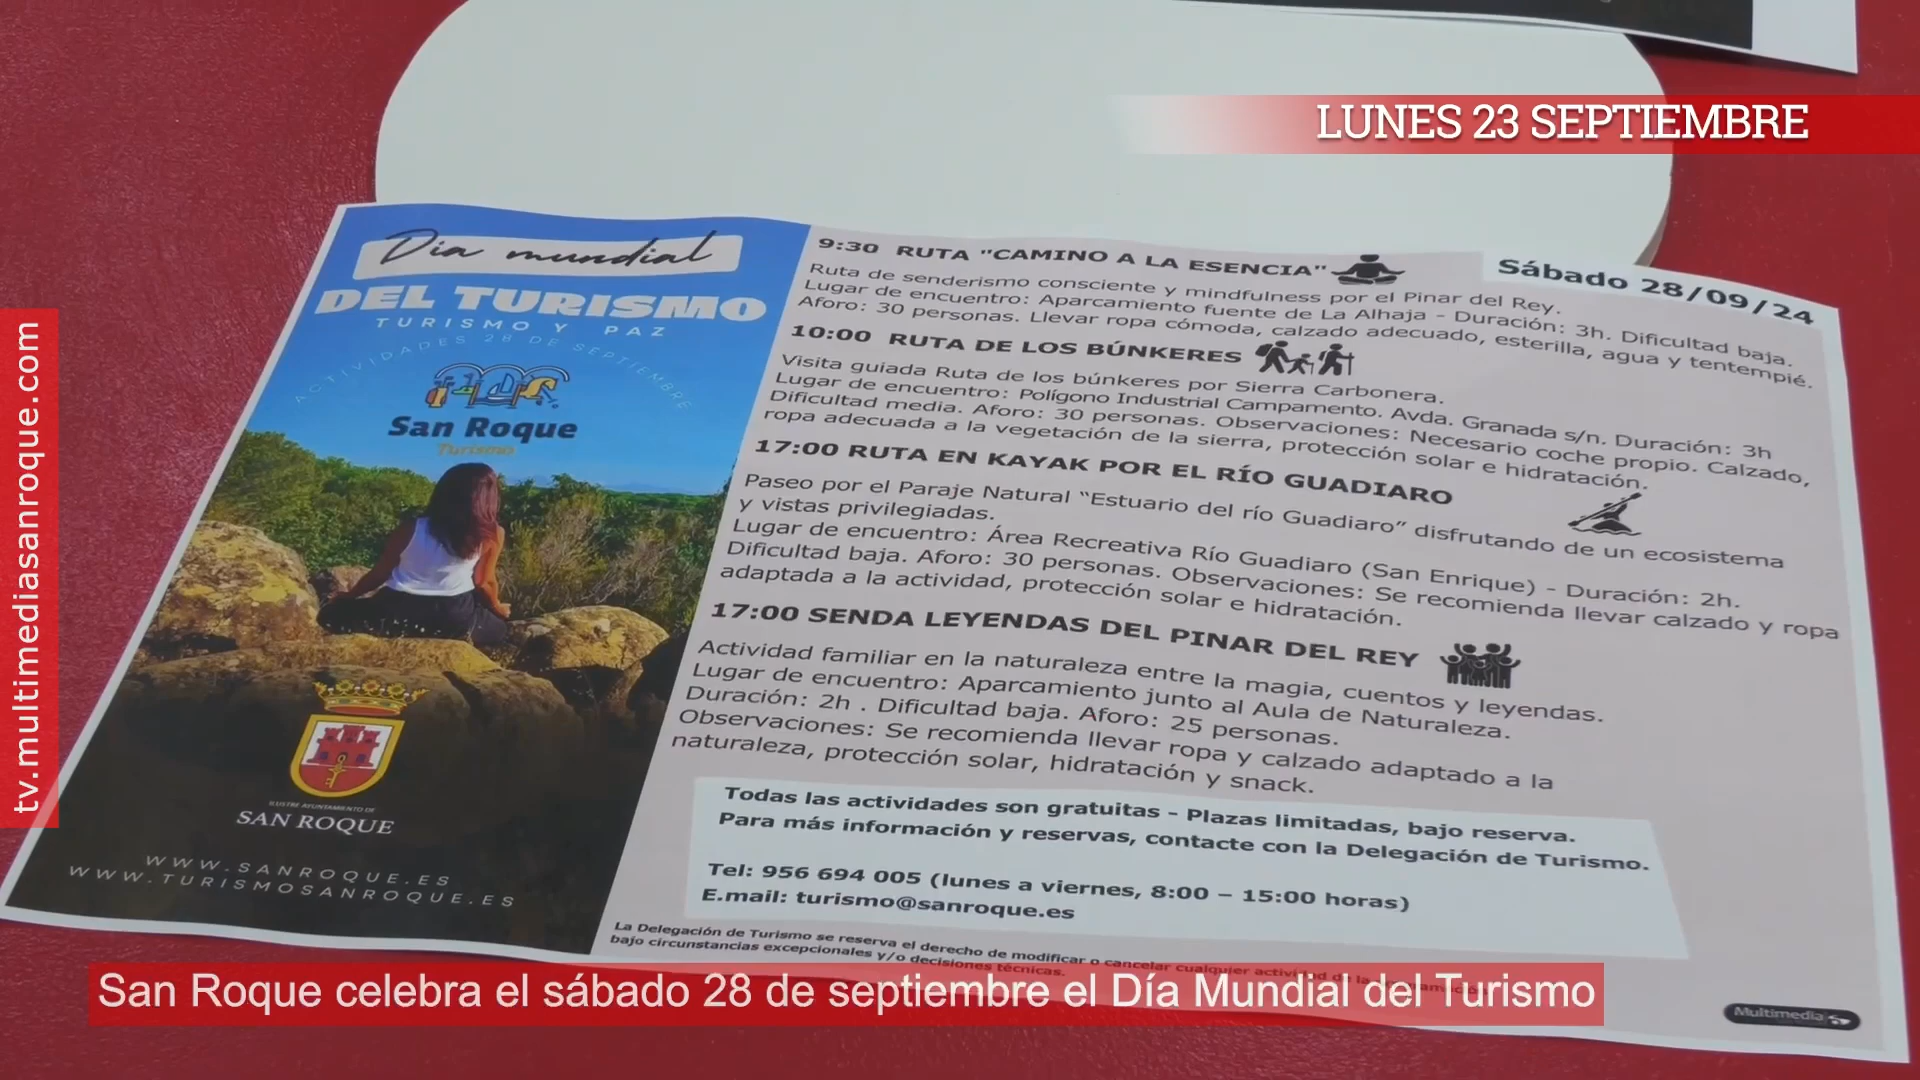 LUNES 23 SEPTIEMBRE
tv.multimediasanroque.com
Día mundial
DEL TURISMO
TURISMO Y PAZ
ACTIVIDADES 28 DE SEPTIEMBRE
San Roque
Turismo
ILUSTRE AYUNTAMIENTO DE
SAN ROQUE
WWW.SANROQUE.ES
WWW.TURISMOSANROQUE.ES
Sábado 28/09/24
9:30 RUTA "CAMINO A LA ESENCIA"
Ruta de senderismo consciente y mindfulness por el Pinar del Rey.
Lugar de encuentro: Aparcamiento fuente de La Alhaja - Duración: 3h. Dificultad baja.
Aforo: 30 personas. Llevar ropa cómoda, calzado adecuado, esterilla, agua y tentempié.
10:00 RUTA DE LOS BÚNKERES
Visita guiada Ruta de los búnkeres por Sierra Carbonera.
Lugar de encuentro: Polígono Industrial Campamento. Avda. Granada s/n. Duración: 3h
Dificultad media. Aforo: 30 personas. Observaciones: Necesario coche propio. Calzado,
ropa adecuada a la vegetación de la sierra, protección solar e hidratación.
17:00 RUTA EN KAYAK POR EL RÍO GUADIARO
Paseo por el Paraje Natural “Estuario del río Guadiaro” disfrutando de un ecosistema
y vistas privilegiadas.
Lugar de encuentro: Área Recreativa Río Guadiaro (San Enrique) - Duración: 2h.
Dificultad baja. Aforo: 30 personas. Observaciones: Se recomienda llevar calzado y ropa
adaptada a la actividad, protección solar e hidratación.
17:00 SENDA LEYENDAS DEL PINAR DEL REY
Actividad familiar en la naturaleza entre la magia, cuentos y leyendas.
Lugar de encuentro: Aparcamiento junto al Aula de Naturaleza.
Duración: 2h . Dificultad baja. Aforo: 25 personas.
Observaciones: Se recomienda llevar ropa y calzado adaptado a la
naturaleza, protección solar, hidratación y snack.
Todas las actividades son gratuitas - Plazas limitadas, bajo reserva.
Para más información y reservas, contacte con la Delegación de Turismo.
Tel: 956 694 005 (lunes a viernes, 8:00 – 15:00 horas)
E.mail: turismo@sanroque.es
La Delegación de Turismo se reserva el derecho de modificar o cancelar cualquier actividad de la programación
bajo circunstancias excepcionales y/o decisiones técnicas.
San Roque celebra el sábado 28 de septiembre el Día Mundial del Turismo
Multimedia